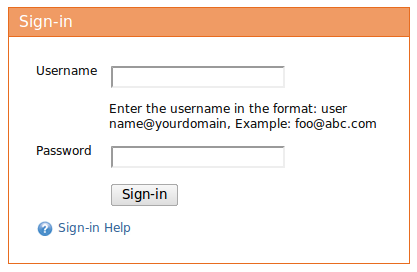 Sign-in
Username
Enter the username in the format: user
name@yourdomain, Example: foo@abc.com
Password
Sign-in
Sign-in Help